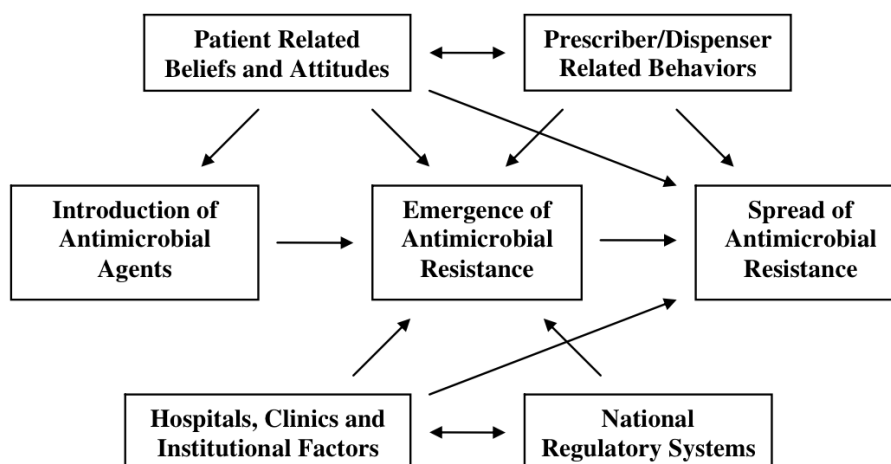 Patient Related
Beliefs and Attitudes
Prescriber/Dispenser
Related Behaviors
Introduction of
Antimicrobial
Agents
Emergence of
Antimicrobial
Resistance
Spread of
Antimicrobial
Resistance
Hospitals, Clinics and
Institutional Factors
National
Regulatory Systems